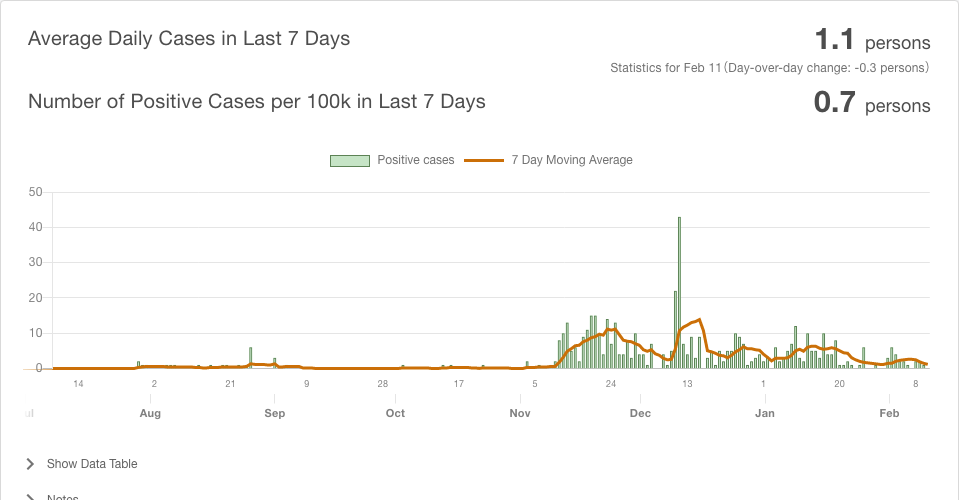 Average Daily Cases in Last 7 Days
1.1 persons
Statistics for Feb 11(Day-over-day change: -0.3 persons)
Number of Positive Cases per 100k in Last 7 Days
0.7 persons
Positive cases
7 Day Moving Average
50
40
30
20
10
0
14 2 21 9 28 17 5 24 13 1 20 8
ul Aug Sep Oct Nov Dec Jan Feb
Show Data Table
Notes